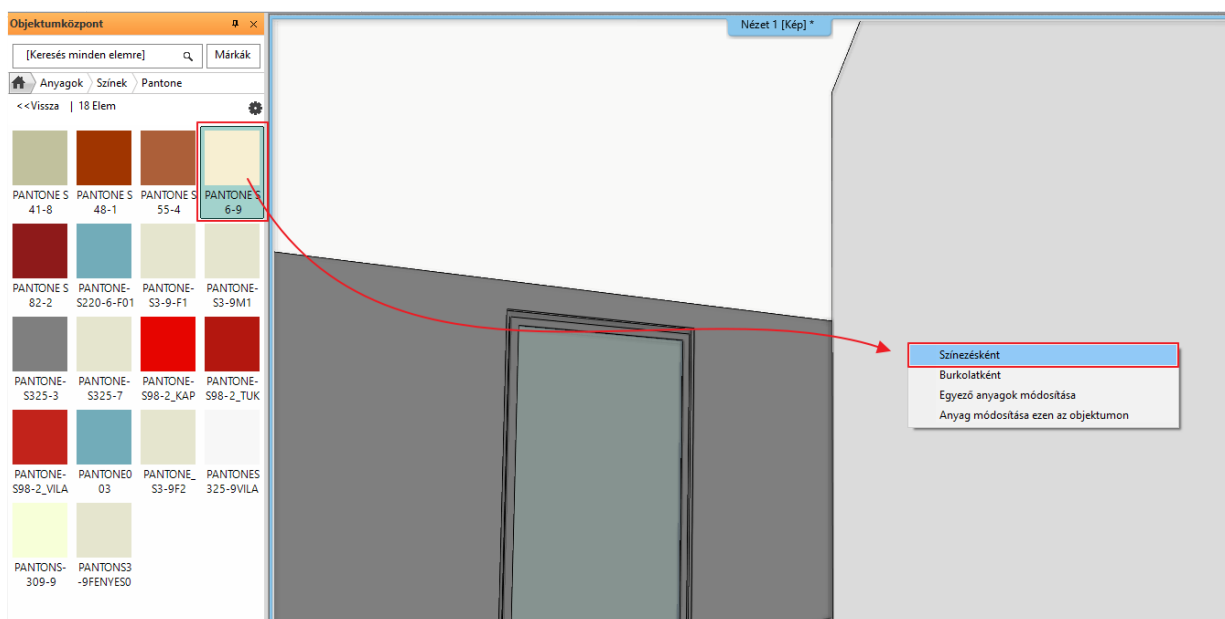 Objektumközpont
Nézet 1 [Kép] *
[Keresés minden elemre]
Márkák
Anyagok
Színek
Pantone
<<Vissza | 18 Elem
PANTONE S
41-8
PANTONE S
48-1
PANTONE S
55-4
PANTONE S
6-9
PANTONE S
82-2
PANTONE-
S220-6-F01
PANTONE-
S3-9-F1
PANTONE-
S3-9M1
PANTONE-
S325-3
PANTONE-
S325-7
PANTONE-
S98-2_KAP
PANTONE-
S98-2_TUK
PANTONE-
S98-2_VILA
PANTONE0
03
PANTONE_
S3-9F2
PANTONES
325-9VILA
PANTONS-
309-9
PANTONS3
-9FENYES0
Színezésként
Burkolatként
Egyező anyagok módosítása
Anyag módosítása ezen az objektumon